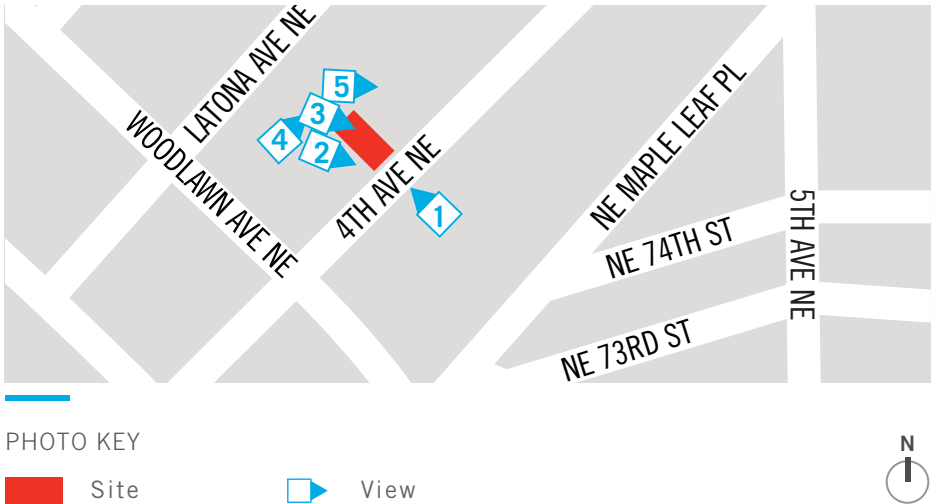 LATONA AVE NE
WOODLAWN AVE NE
5
3
4
2
1
4TH AVE NE
NE MAPLE LEAF PL
NE 74TH ST
5TH AVE NE
NE 73RD ST
PHOTO KEY
N
Site
View